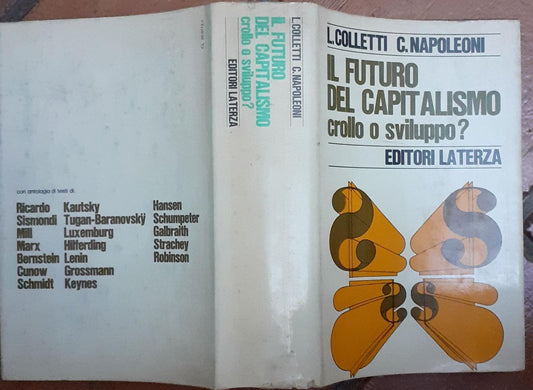 con antologia di testi di:
Ricardo
Sismondi
Mill
Marx
Bernstein
Cunow
Schmidt
Kautsky
Tugan-Baranovskÿ
Luxemburg
Hilferding
Lenin
Grossmann
Keynes
Hansen
Schumpeter
Galbraith
Strachey
Robinson
L. COLLETTI C. NAPOLEONI
IL FUTURO
DEL CAPITALISMO
crollo o sviluppo?
EDITORI LATERZA
L. COLLETTI C. NAPOLEONI
IL FUTURO
DEL CAPITALISMO
crollo o sviluppo?
EDITORI LATERZA